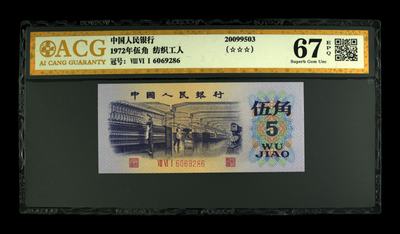 ACG
AI CANG GUARANTY
中国人民银行
1972年伍角 纺织工人
冠号: VIII VI I 6069286
20099503
(☆☆☆)
67 EPQ
Superb Gem Unc
中国人民银行
伍角
5
WU
JIAO
VIII VI I 6069286